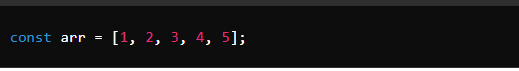 const arr = [1, 2, 3, 4, 5];